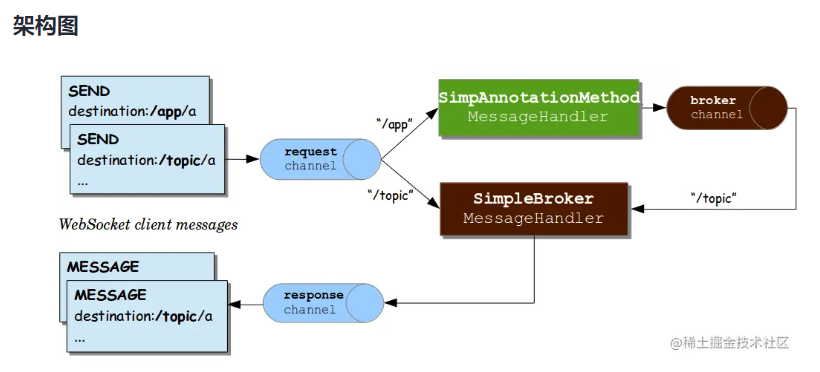 架构图
SEND
destination:/app/a
SEND
destination:/topic/a
...
WebSocket client messages
request
channel
"/app"
"/topic"
SimpAnnotationMethod
MessageHandler
broker
channel
SimpleBroker
MessageHandler
"/topic"
MESSAGE
MESSAGE
destination:/topic/a
...
response
channel
@稀土掘金技术社区